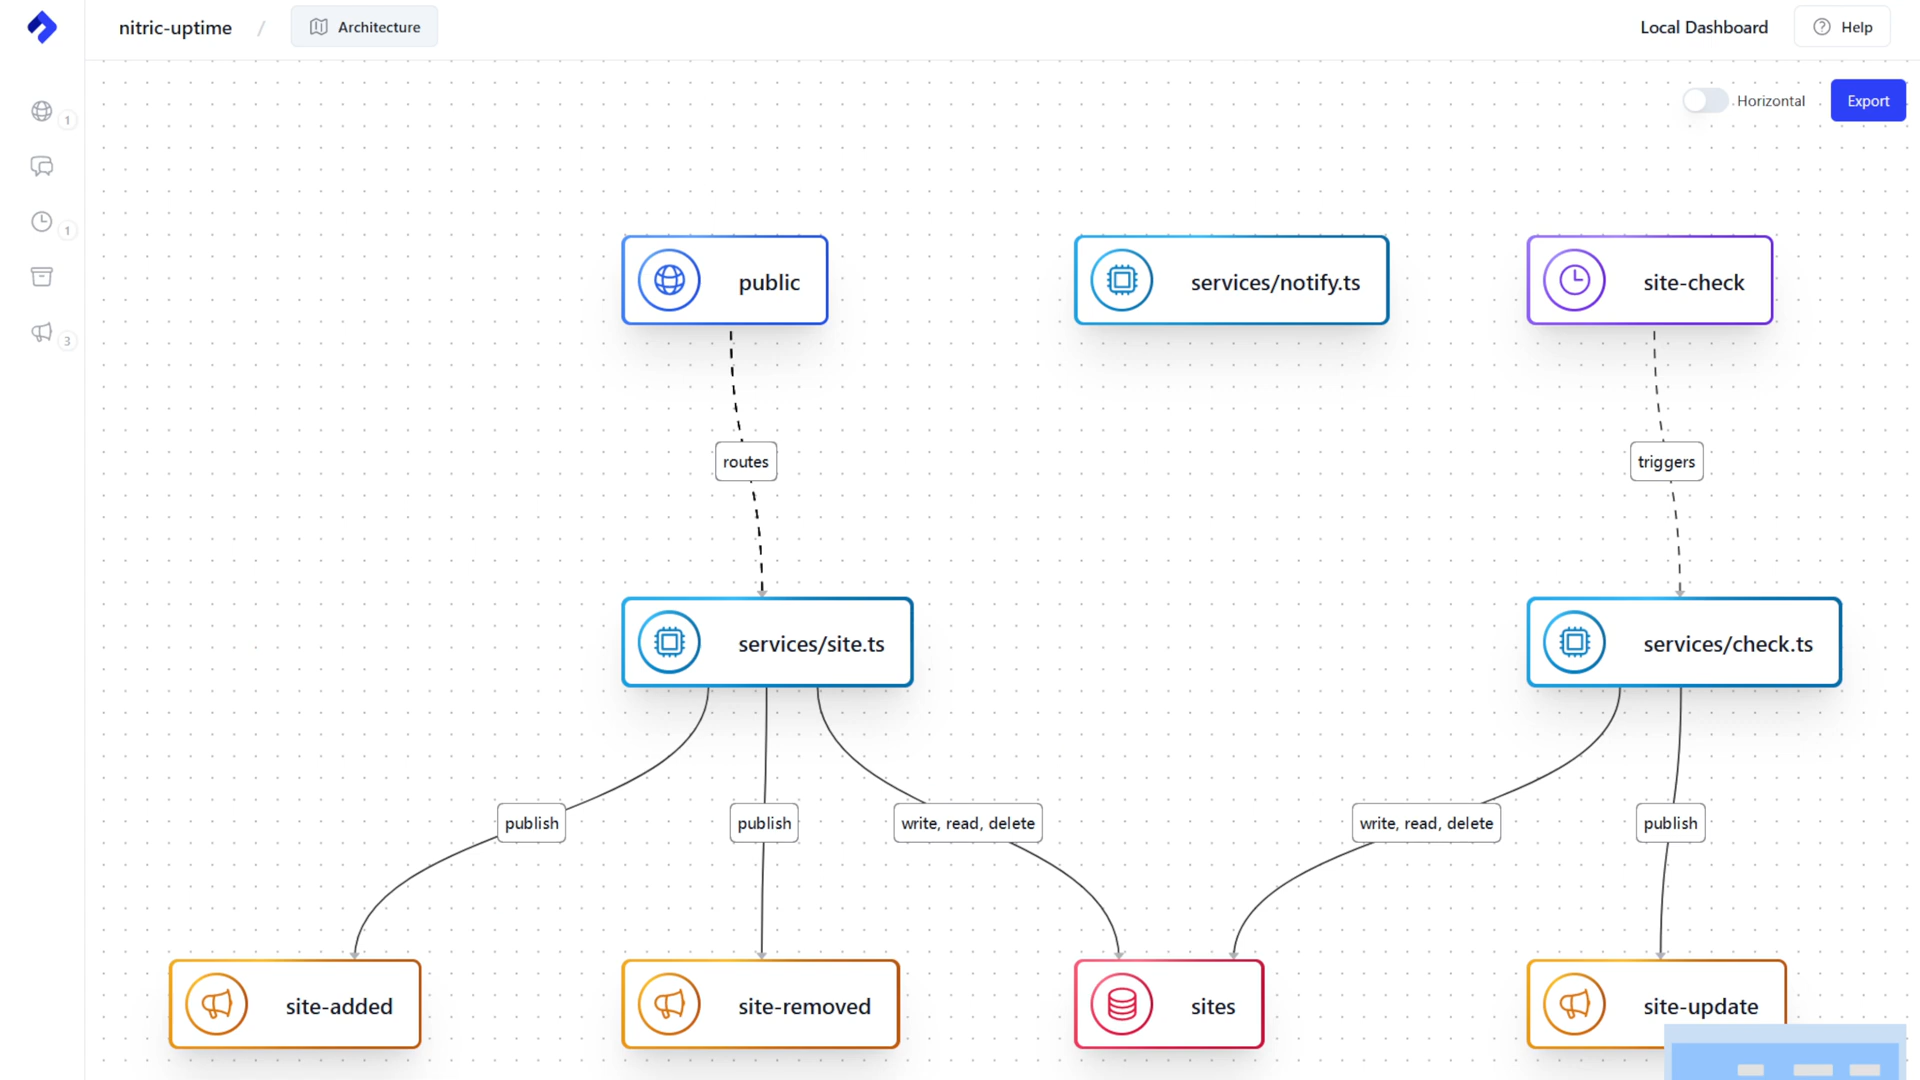 nitric-uptime / Architecture
Local Dashboard
Help
Horizontal
Export
1
1
3
public
services/notify.ts
site-check
routes
triggers
services/site.ts
services/check.ts
publish
publish
write, read, delete
write, read, delete
publish
site-added
site-removed
sites
site-update